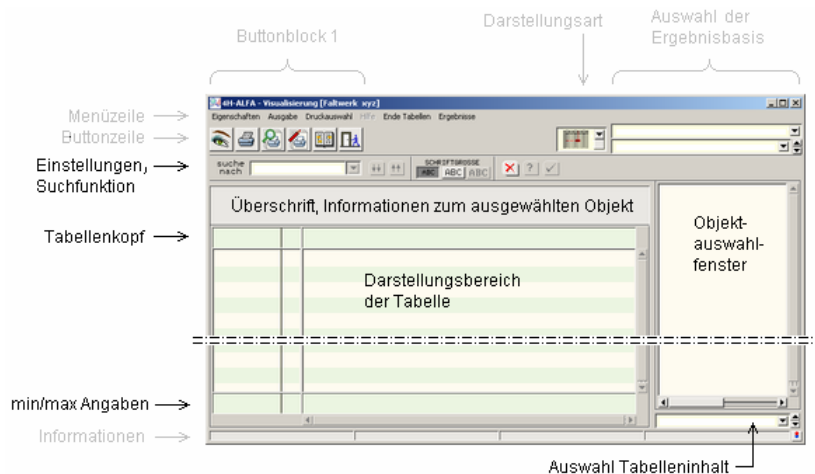 Darstellungsart
Auswahl der
Ergebnisbasis
Buttonblock 1
4H-ALFA - Visualisierung [Faltwerk xyz]
Menüzeile
Eigenschaften Ausgabe Druckauswahl Hilfe Ende Tabellen Ergebnisse
Buttonzeile
Einstellungen,
Suchfunktion
suche
nach
SCHRIFTGRÖSSE
ABC ABC ABC
Überschrift, Informationen zum ausgewählten Objekt
Tabellenkopf
Objekt-
auswahl-
fenster
Darstellungsbereich
der Tabelle
min/max Angaben
Informationen
Auswahl Tabelleninhalt